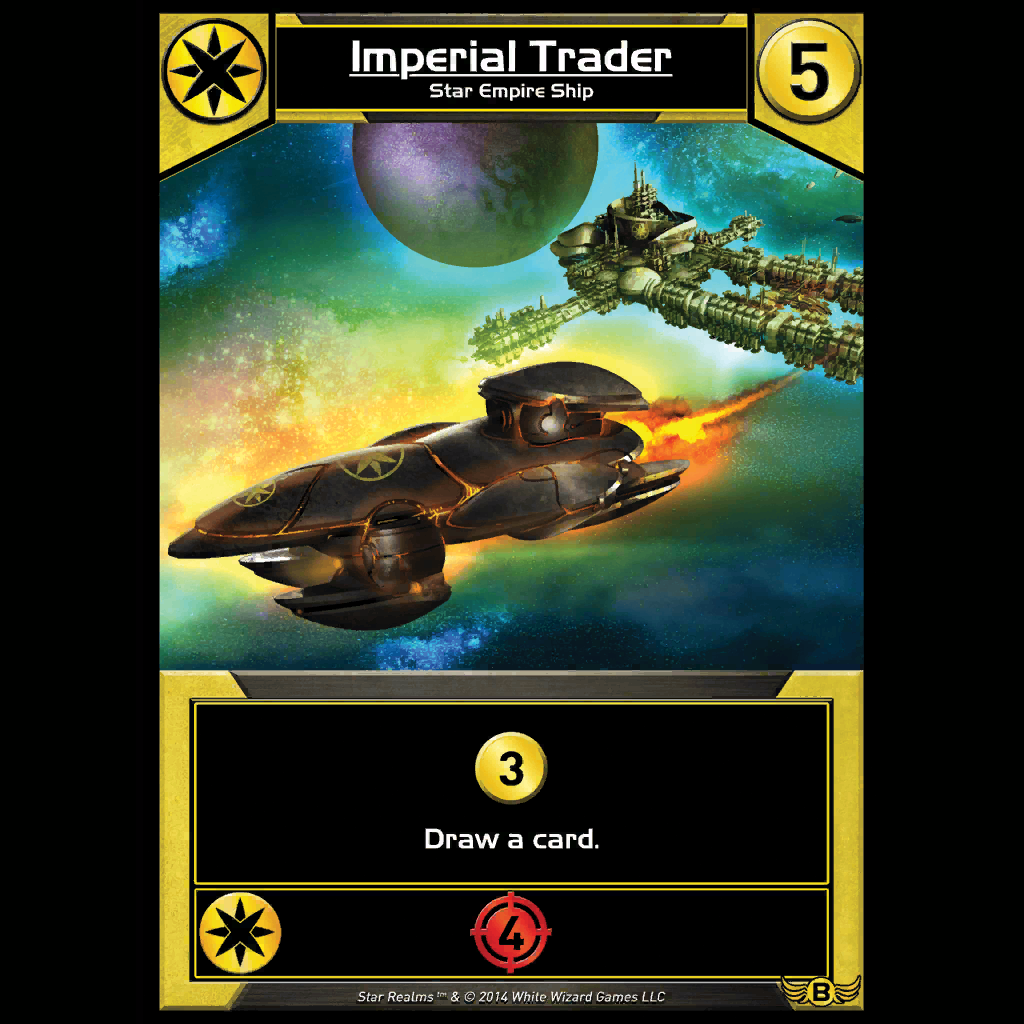 Imperial Trader
5
Star Empire Ship
3
Draw a card.
4
Star Realms™ & © 2014 White Wizard Games LLC
B